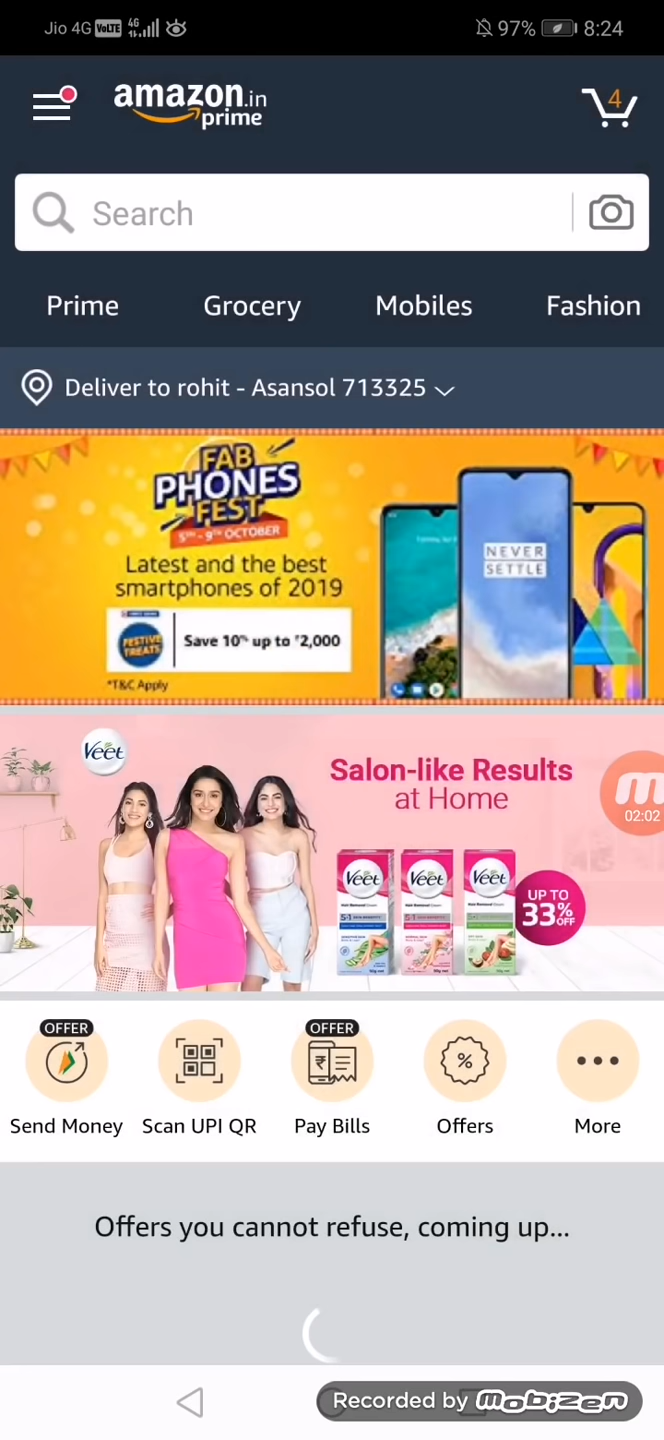 Jio 4G VoLTE 4G 97% 8:24
amazon.in
prime
4
Search
Prime Grocery Mobiles Fashion
Deliver to rohit - Asansol 713325
FAB
PHONES
FEST
5TH - 9TH OCTOBER
Latest and the best
smartphones of 2019
FESTIVE
TREATS
Save 10% up to ₹2,000
*T&C Apply
NEVER
SETTLE
Veet
Salon-like Results
at Home
02:02
Veet Veet Veet
UP TO
33% OFF
OFFER OFFER
Send Money Scan UPI QR Pay Bills Offers More
Offers you cannot refuse, coming up...
Recorded by mobizen